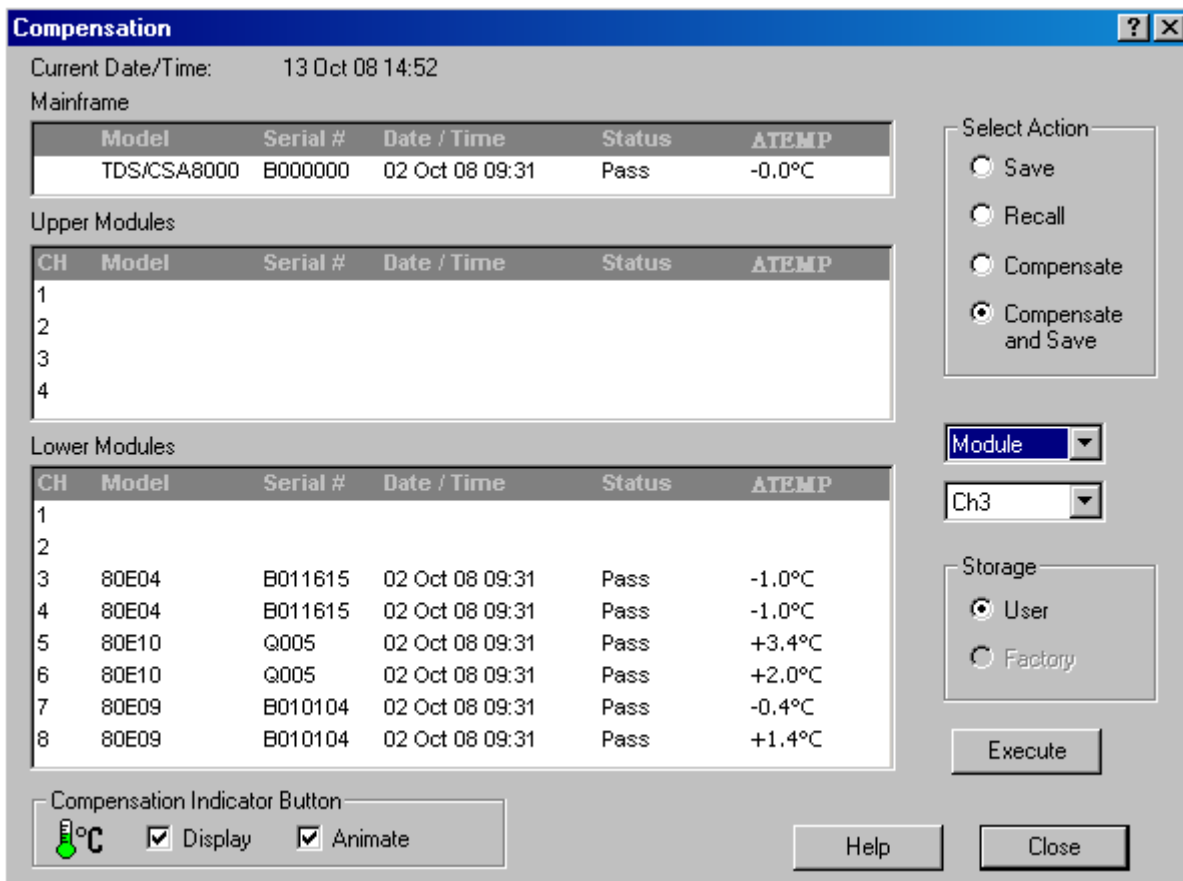 Compensation
Current Date/Time: 13 Oct 08 14:52
Mainframe
Model Serial # Date / Time Status ΔTEMP
TDS/CSA8000 B000000 02 Oct 08 09:31 Pass -0.0°C
Upper Modules
CH Model Serial # Date / Time Status ΔTEMP
1
2
3
4
Lower Modules
CH Model Serial # Date / Time Status ΔTEMP
1
2
3 80E04 B011615 02 Oct 08 09:31 Pass -1.0°C
4 80E04 B011615 02 Oct 08 09:31 Pass -1.0°C
5 80E10 Q005 02 Oct 08 09:31 Pass +3.4°C
6 80E10 Q005 02 Oct 08 09:31 Pass +2.0°C
7 80E09 B010104 02 Oct 08 09:31 Pass -0.4°C
8 80E09 B010104 02 Oct 08 09:31 Pass +1.4°C
Compensation Indicator Button
°C Display Animate
Select Action
Save
Recall
Compensate
Compensate
and Save
Module
Ch3
Storage
User
Factory
Execute
Help Close